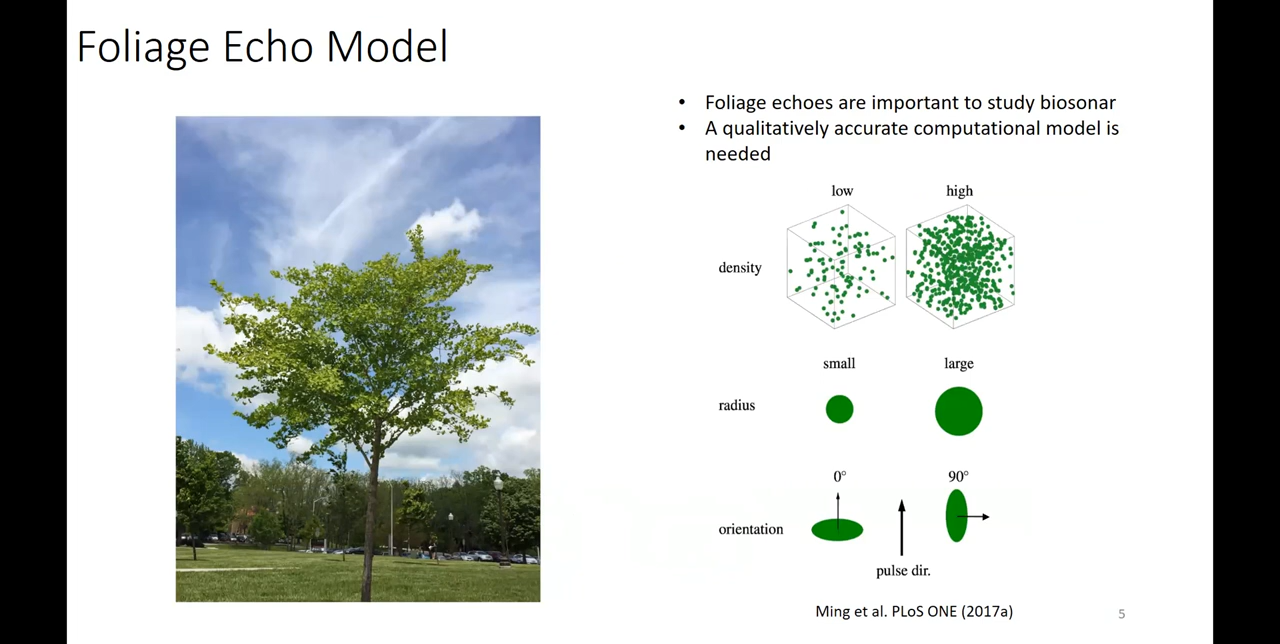 Foliage Echo Model
• Foliage echoes are important to study biosonar
• A qualitatively accurate computational model is
needed
low high
density
small large
radius
0° 90°
orientation
pulse dir.
Ming et al. PLoS ONE (2017a)
5